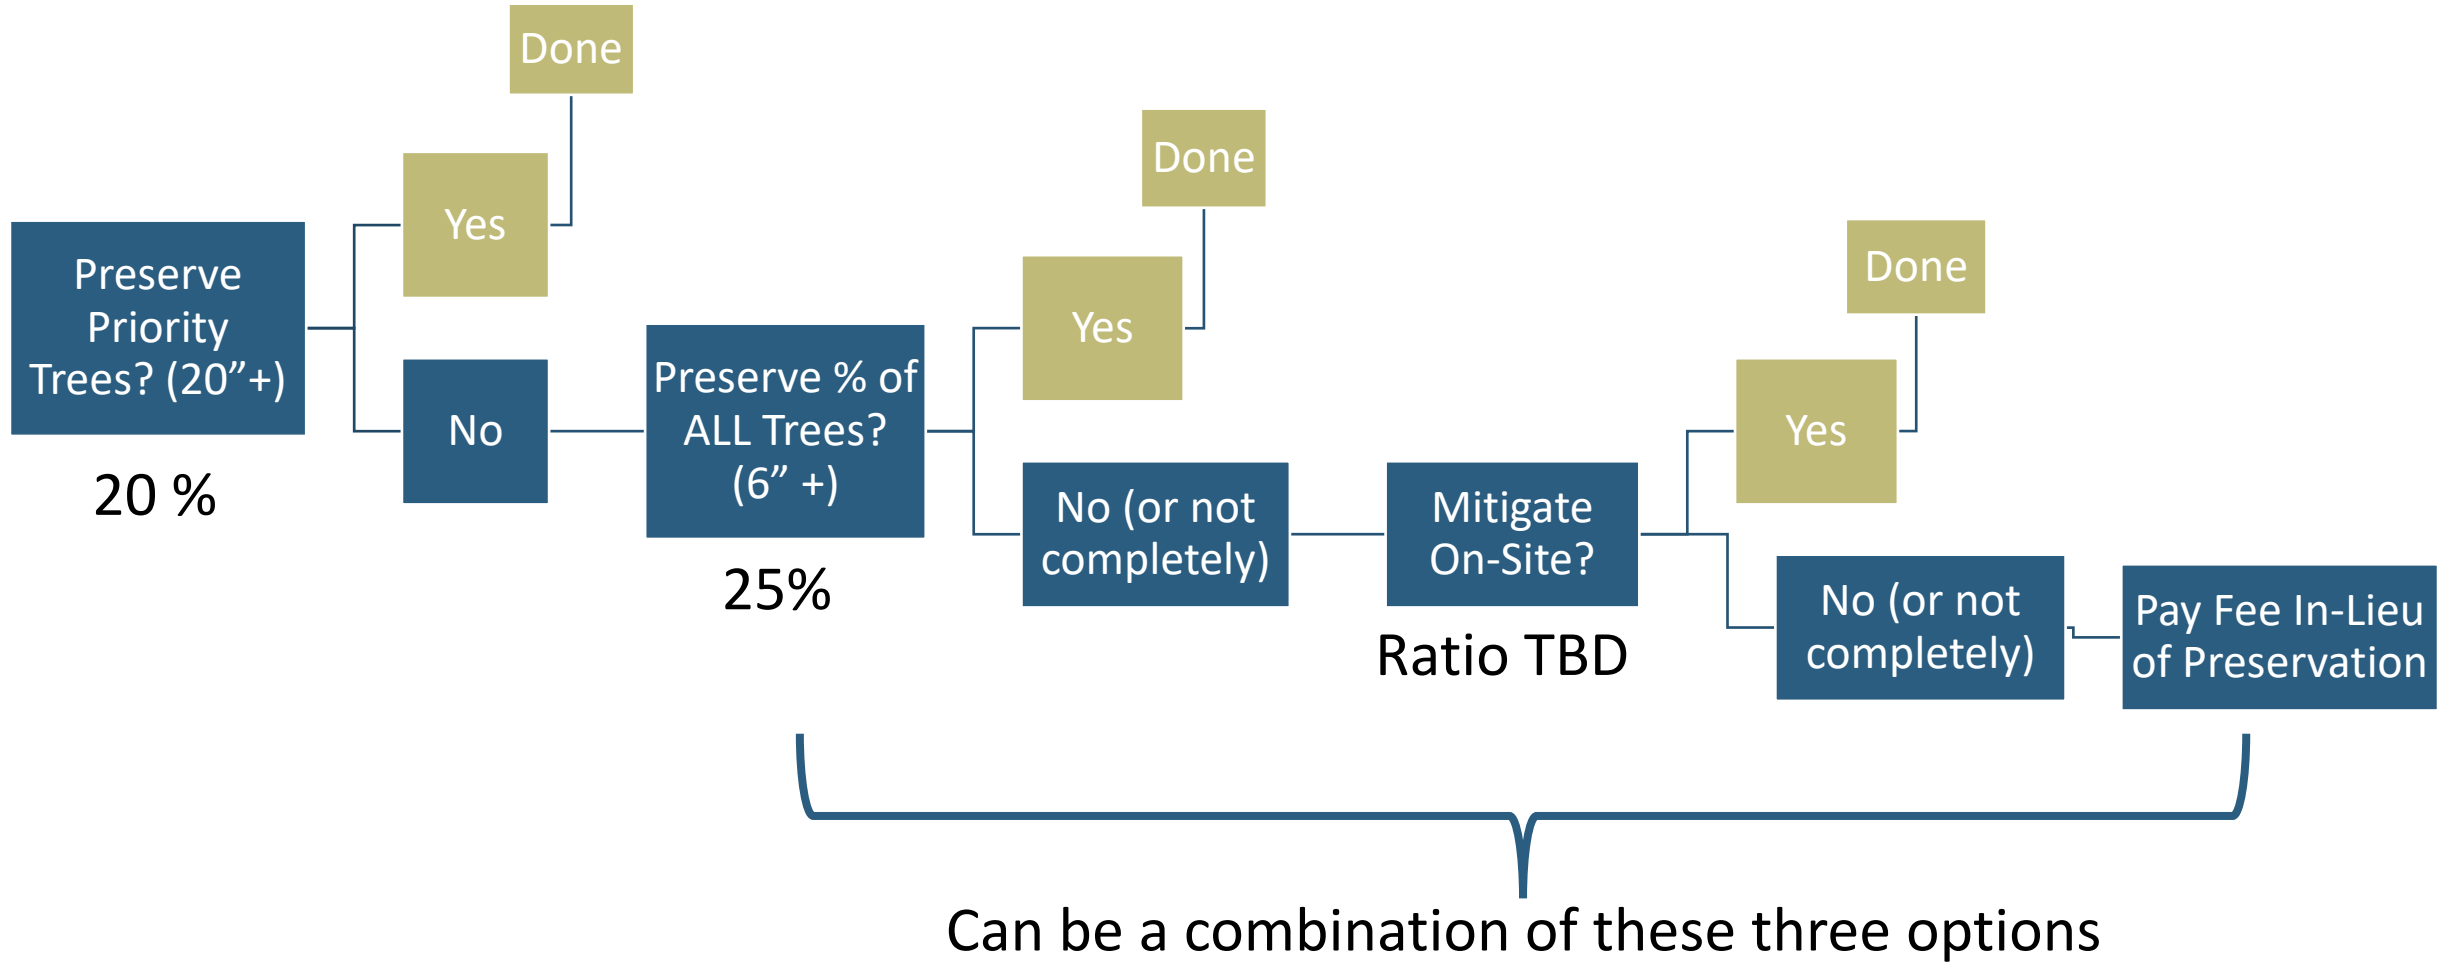 Done
Yes
Preserve
Priority
Trees? (20”+)
No
20 %
Done
Yes
Preserve % of
ALL Trees?
(6” +)
25%
No (or not
completely)
Done
Yes
Mitigate
On-Site?
Ratio TBD
No (or not
completely)
Pay Fee In-Lieu
of Preservation
Can be a combination of these three options